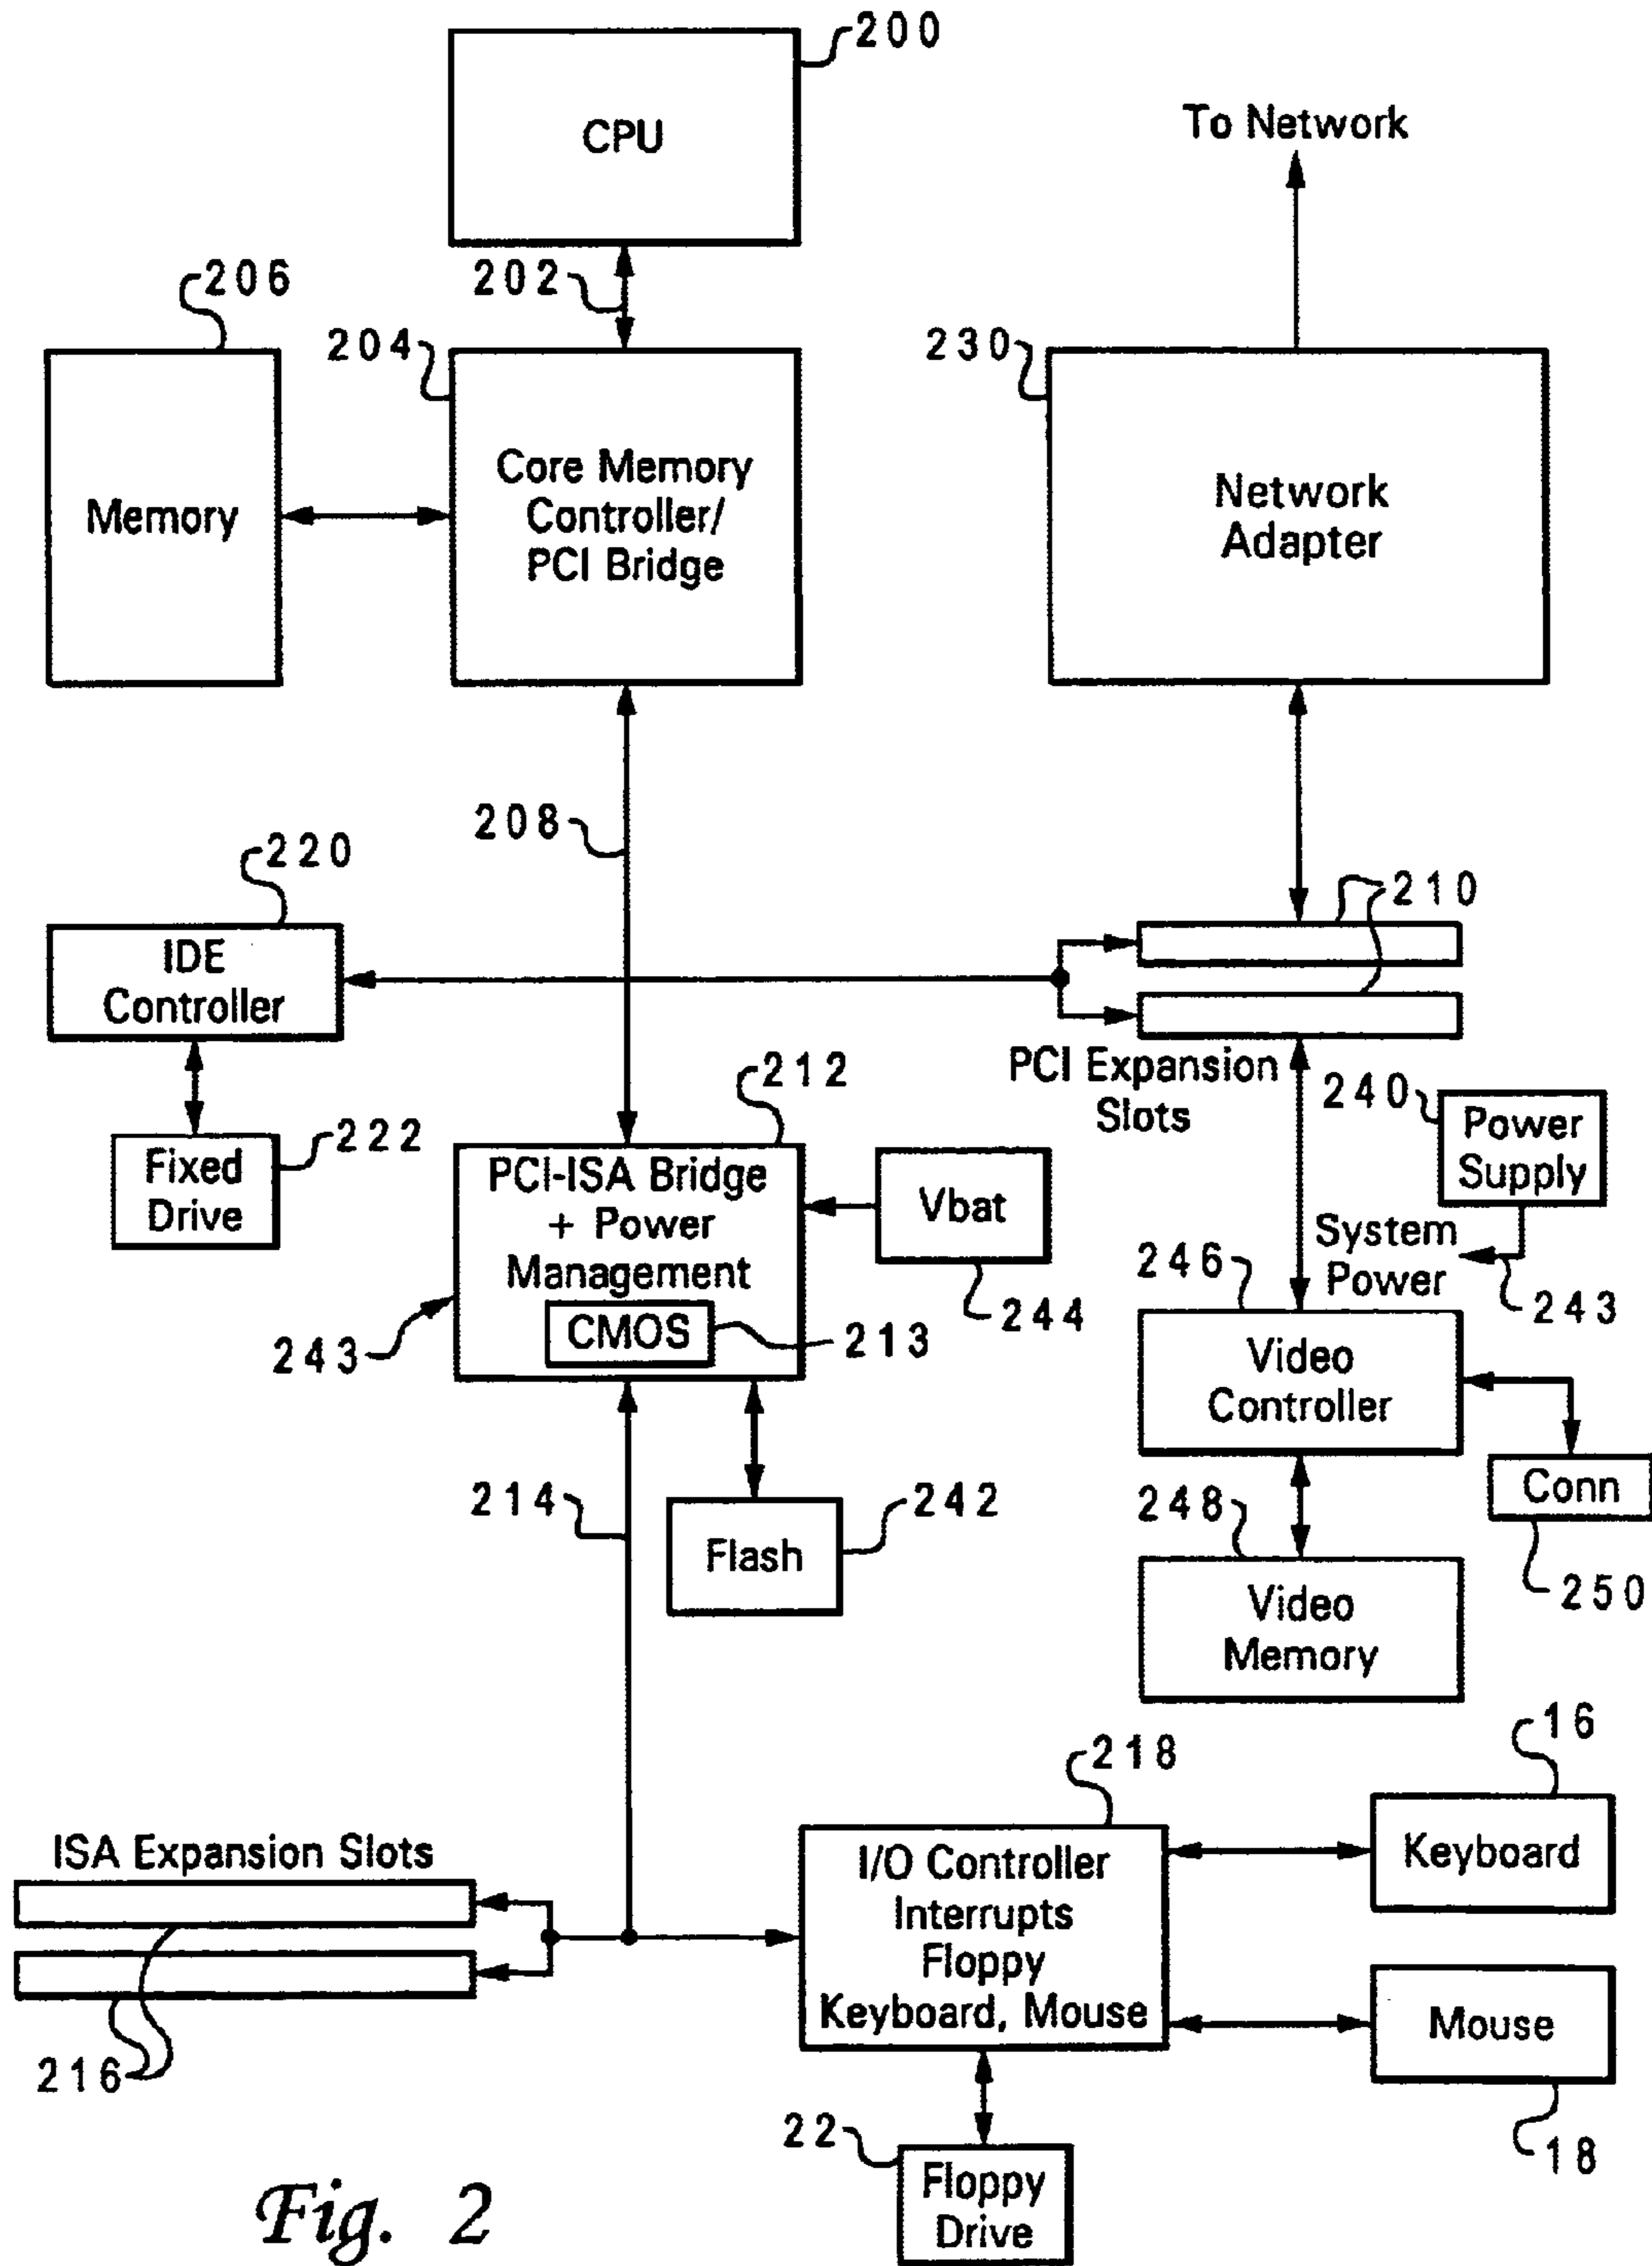 200
CPU
To Network
206
202
204
230
Memory
Core Memory
Controller/
PCI Bridge
Network
Adapter
208
220
210
IDE
Controller
PCI Expansion
Slots
212
240
Power
Supply
222
Fixed
Drive
PCI-ISA Bridge
+ Power
Management
Vbat
System
Power
246
244
243
CMOS
213
243
Video
Controller
214
242
Conn
248
Flash
250
Video
Memory
16
218
ISA Expansion Slots
I/O Controller
Interrupts
Floppy
Keyboard, Mouse
Keyboard
Mouse
216
22
18
Floppy
Drive
Fig. 2